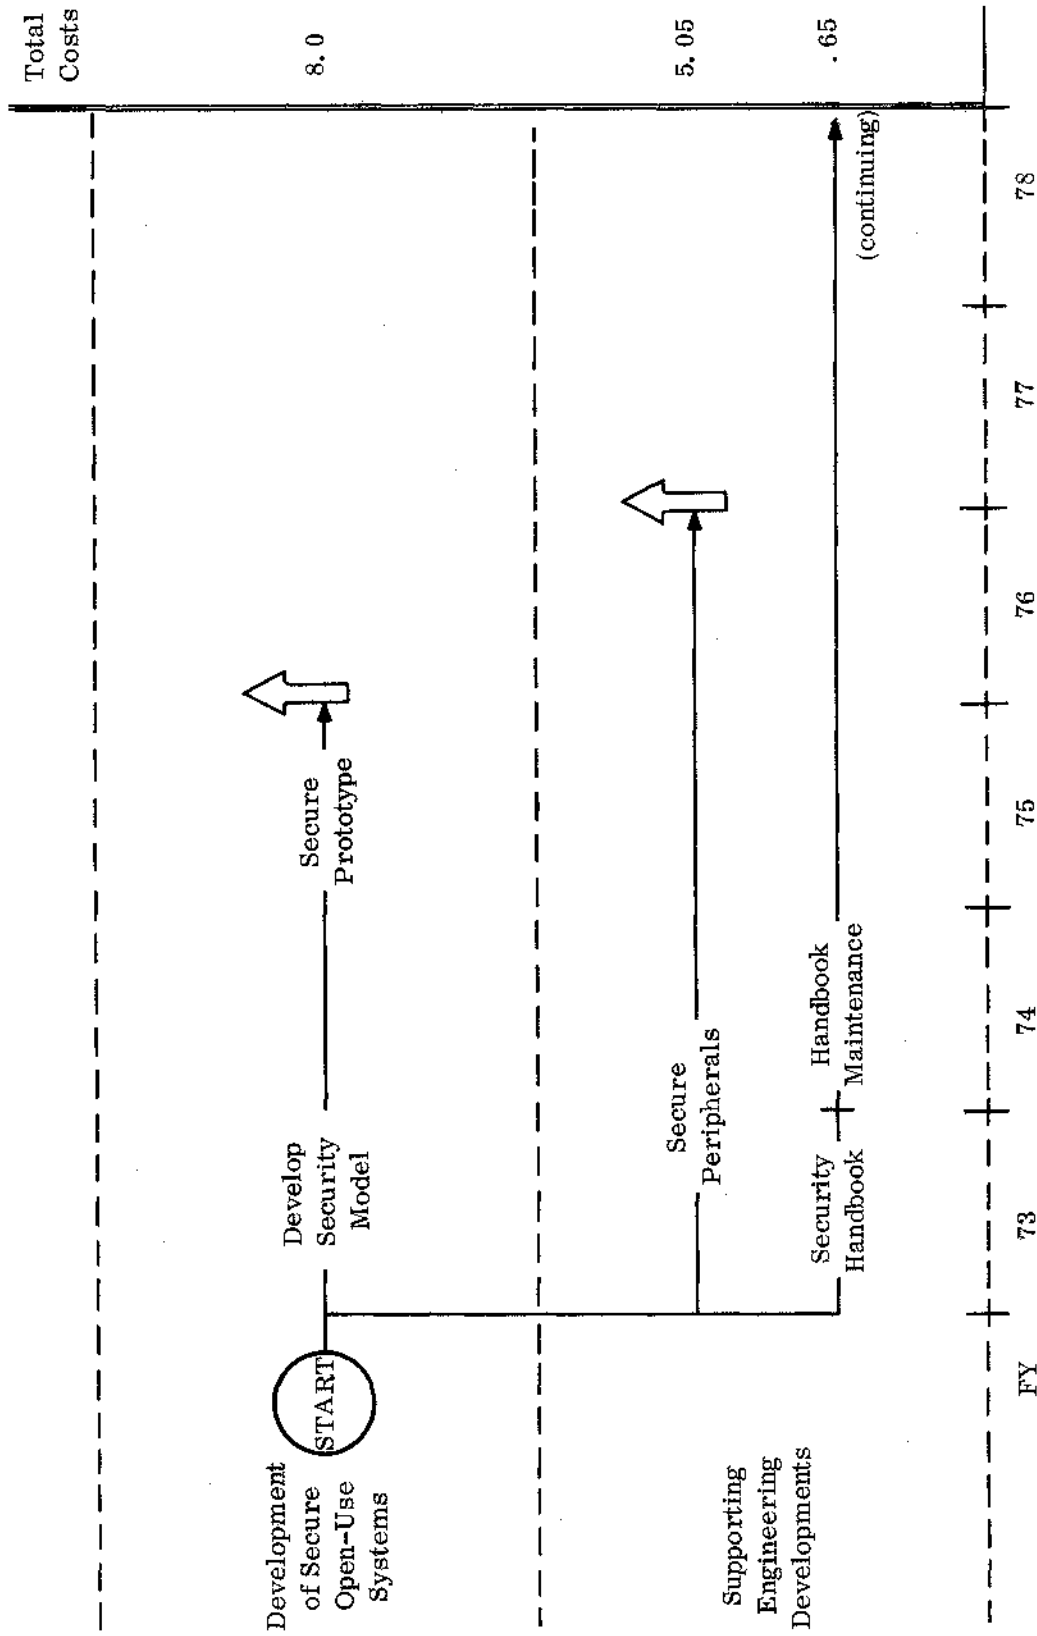 Total
Costs
Development
of Secure
Open-Use
Systems
START
Develop
Security
Model
Secure
Prototype
8.0
Supporting
Engineering
Developments
Secure
Peripherals
5.05
Security
Handbook
Handbook
Maintenance
(continuing)
.65
FY
73
74
75
76
77
78